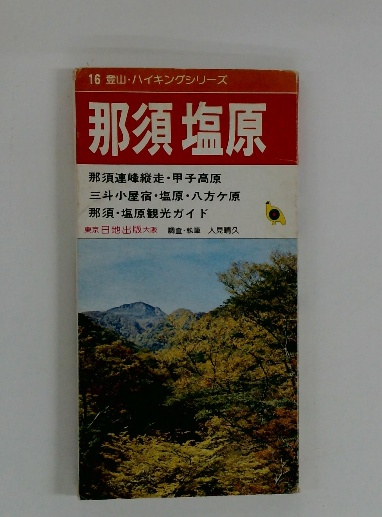 16 登山・ハイキングシリーズ
那須 塩原
那須連峰縦走・甲子高原
三斗小屋宿・塩原・八方ケ原
那須・塩原観光ガイド
東京 日地出版 大阪 調査・執筆 人見晴久